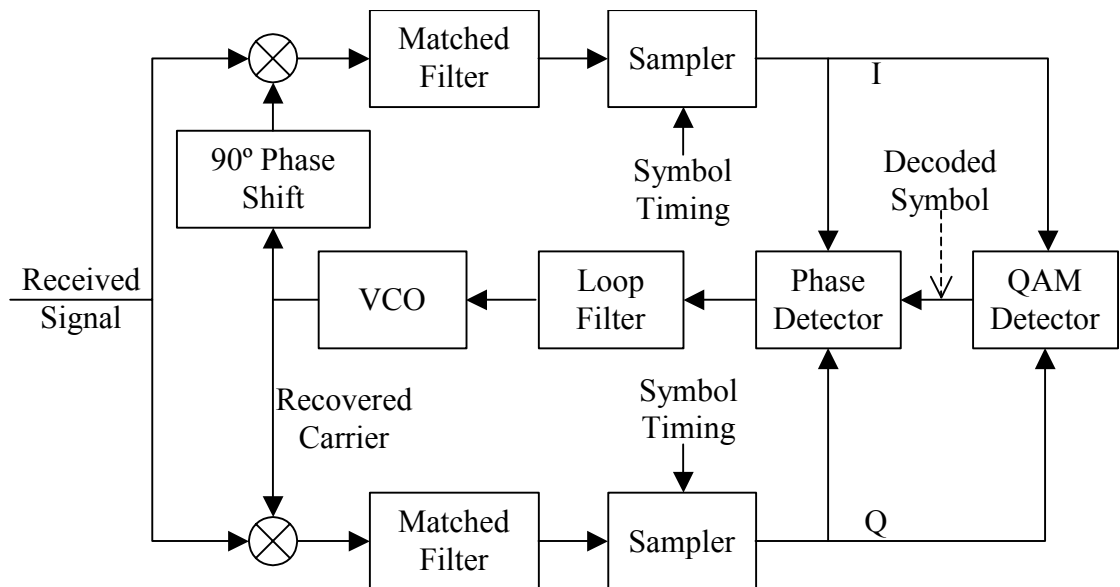 Matched
Filter
Sampler
I
90º Phase
Shift
Symbol
Timing
Decoded
Symbol
Received
Signal
VCO
Loop
Filter
Phase
Detector
QAM
Detector
Recovered
Carrier
Symbol
Timing
Matched
Filter
Sampler
Q